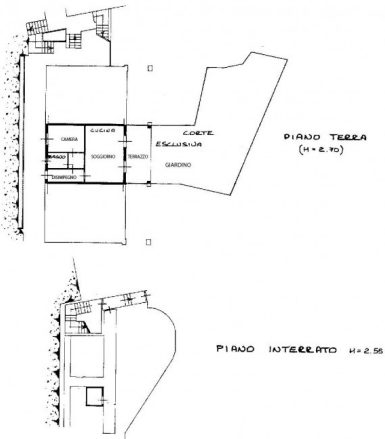 CUCINA
CORTE
ESCLUSIVA
CAMERA
BAGNO
SOGGIORNO
TERRAZZO
GIARDINO
DISIMPEGNO
PIANO TERRA
(H=2.70)
PIANO INTERRATO H=2.55